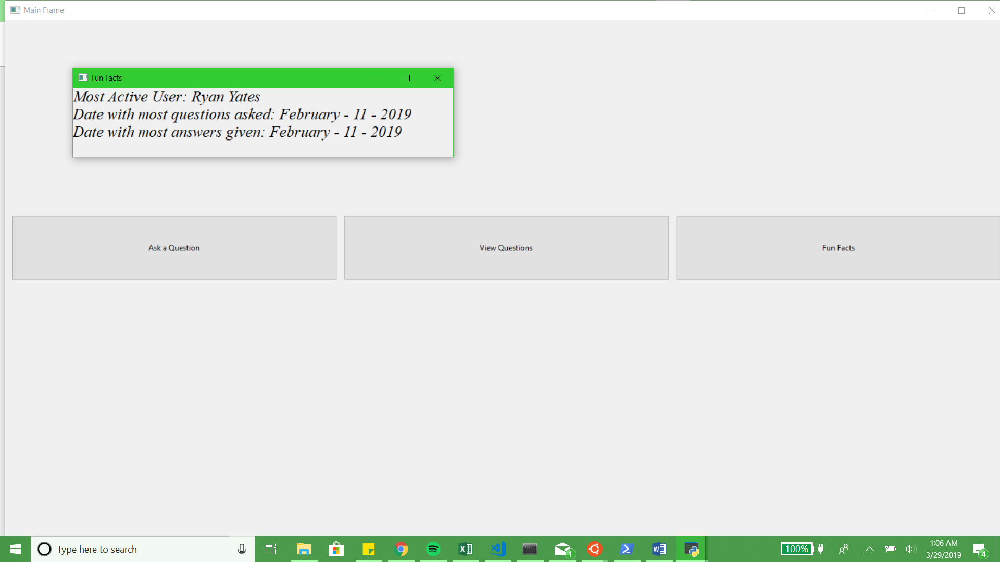 Main Frame
Fun Facts
Most Active User: Ryan Yates
Date with most questions asked: February - 11 - 2019
Date with most answers given: February - 11 - 2019
Ask a Question
View Questions
Fun Facts
Type here to search
1
100%
1:06 AM
3/29/2019
4